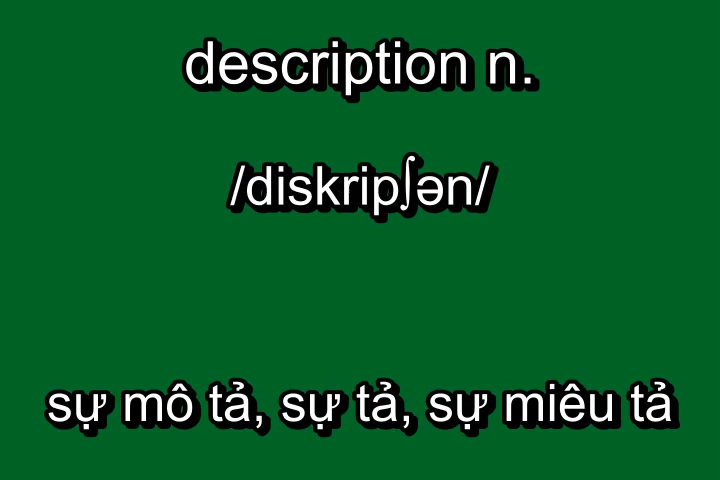 description n.
/diskripʃən/
sự mô tả, sự tả, sự miêu tả